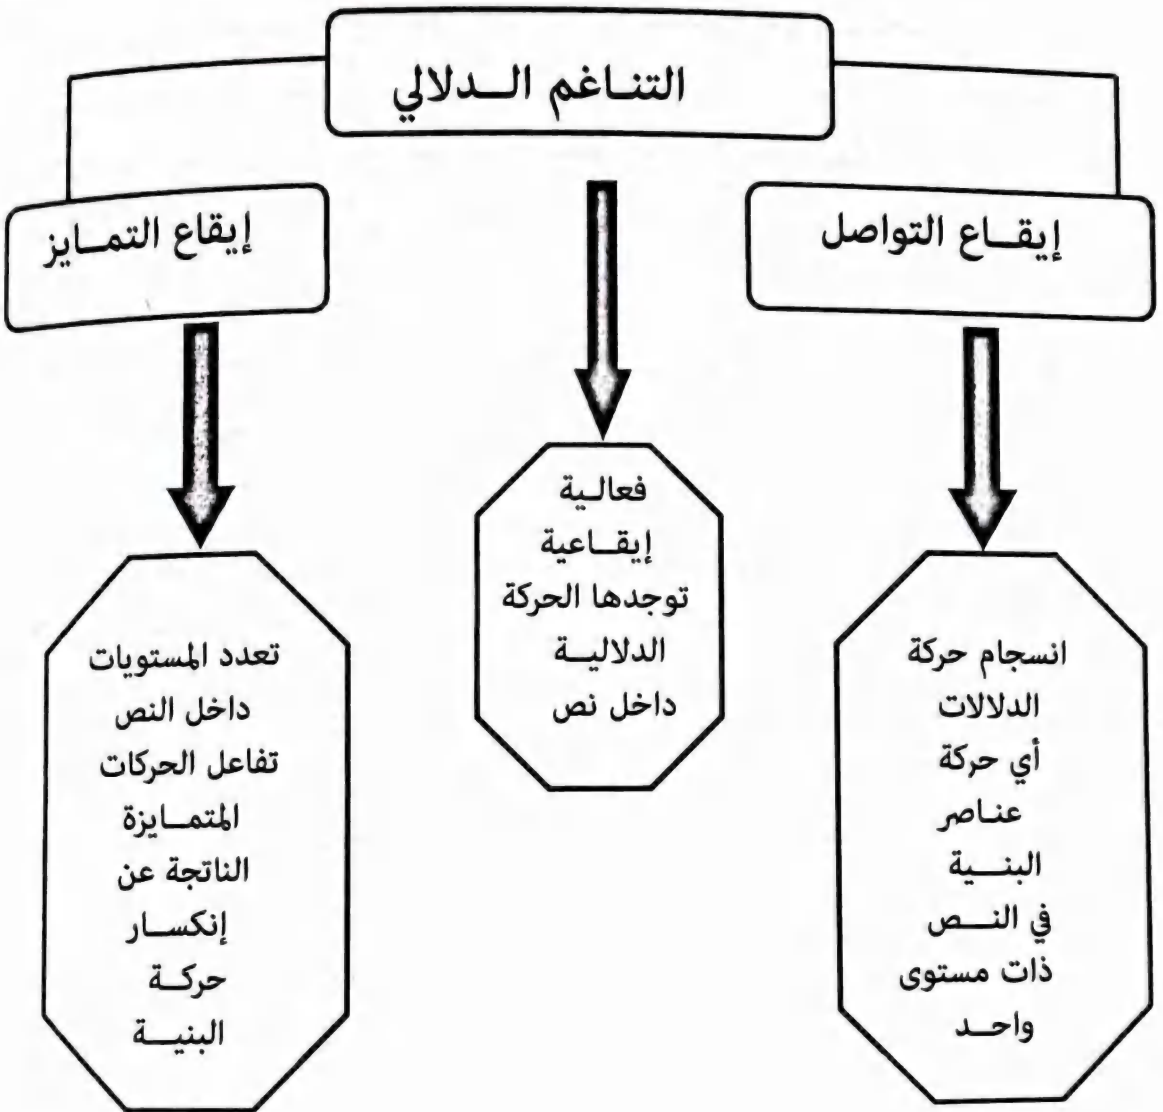 التناغم الدلالي
إيقاع التواصل
إيقاع التمايز
انسجام حركة
الدلالات
أي حركة
عناصر
البنية
في النص
ذات مستوى
واحد
فعالية
إيقاعية
توجدها الحركة
الدلالية
داخل نص
تعدد المستويات
داخل النص
تفاعل الحركات
المتمايزة
الناتجة عن
إنكسار
حركة
البنية